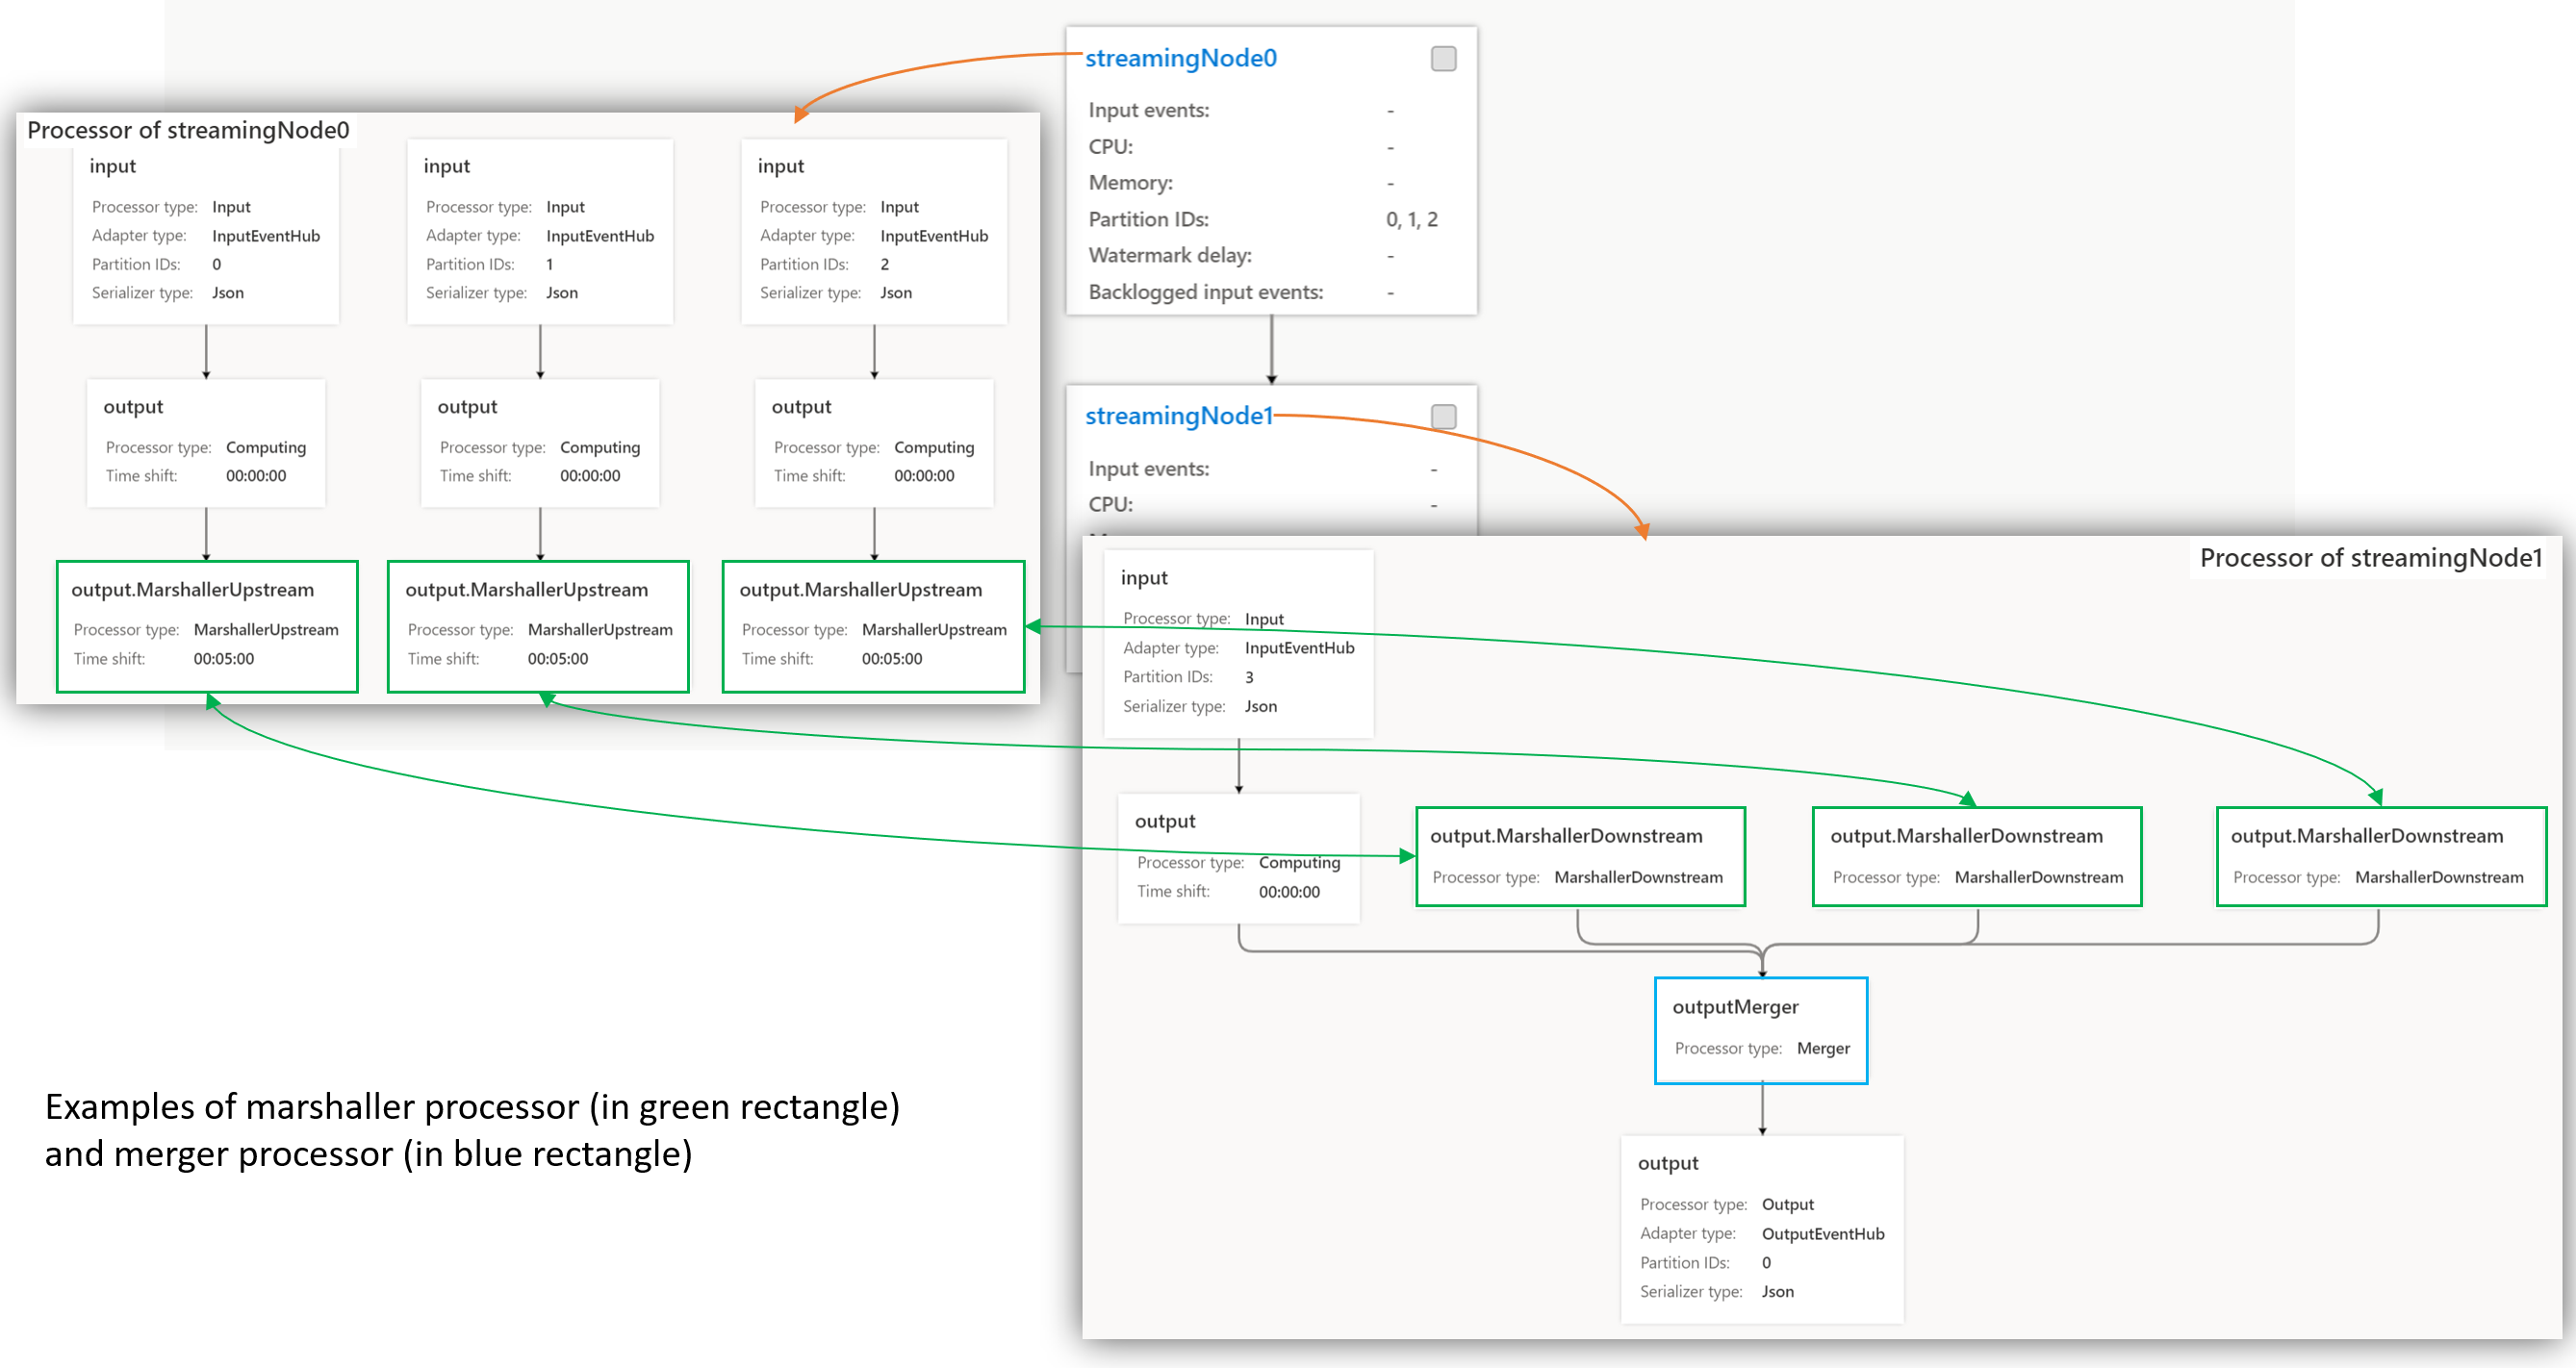 streamingNode0
Input events: -
CPU: -
Memory: -
Partition IDs: 0, 1, 2
Watermark delay: -
Backlogged input events: -
Processor of streamingNode0
input
Processor type: Input
Adapter type: InputEventHub
Partition IDs: 0
Serializer type: Json
input
Processor type: Input
Adapter type: InputEventHub
Partition IDs: 1
Serializer type: Json
input
Processor type: Input
Adapter type: InputEventHub
Partition IDs: 2
Serializer type: Json
output
Processor type: Computing
Time shift: 00:00:00
output
Processor type: Computing
Time shift: 00:00:00
output
Processor type: Computing
Time shift: 00:00:00
output.MarshallerUpstream
Processor type: MarshallerUpstream
Time shift: 00:05:00
output.MarshallerUpstream
Processor type: MarshallerUpstream
Time shift: 00:05:00
output.MarshallerUpstream
Processor type: MarshallerUpstream
Time shift: 00:05:00
streamingNode1
Input events: -
CPU: -
Processor of streamingNode1
input
Processor type: Input
Adapter type: InputEventHub
Partition IDs: 3
Serializer type: Json
output
Processor type: Computing
Time shift: 00:00:00
output.MarshallerDownstream
Processor type: MarshallerDownstream
output.MarshallerDownstream
Processor type: MarshallerDownstream
output.MarshallerDownstream
Processor type: MarshallerDownstream
outputMerger
Processor type: Merger
output
Processor type: Output
Adapter type: OutputEventHub
Partition IDs: 0
Serializer type: Json
Examples of marshaller processor (in green rectangle)
and merger processor (in blue rectangle)